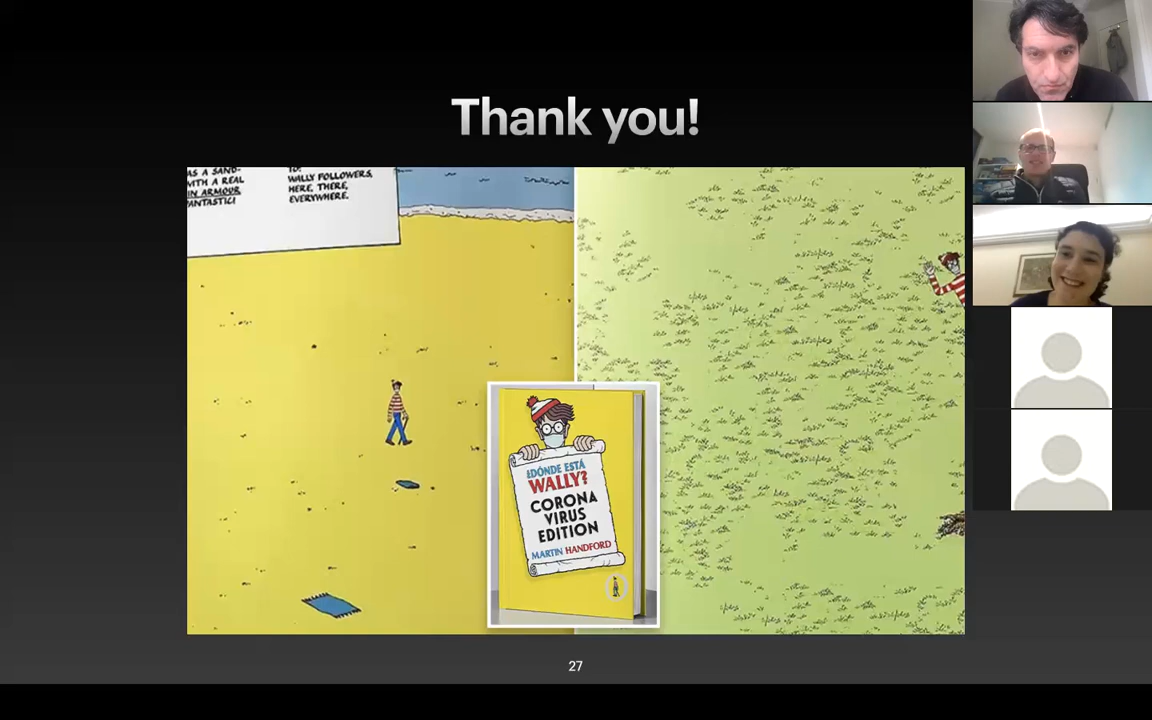 Thank you!
AS A SAND-
WITH A REAL
IN ARMOUR
ANTASTIC!
TO:
WALLY FOLLOWERS,
HERE, THERE,
EVERYWHERE.
¿DÓNDE ESTÁ
WALLY?
CORONA
VIRUS
EDITION
MARTIN HANDFORD
27